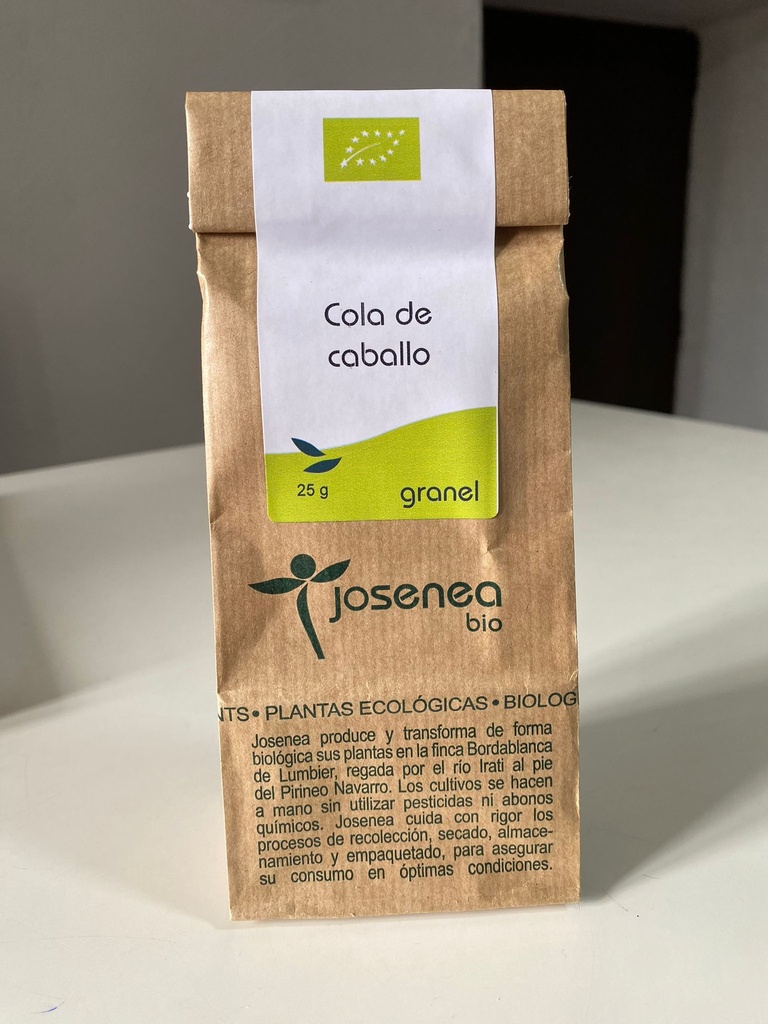 Cola de
caballo
25 g
granel
josenea
bio
NTS • PLANTAS ECOLÓGICAS • BIOLOG
Josenea produce y transforma de forma
biológica sus plantas en la finca Bordablanca
de Lumbier, regada por el río Irati al pie
del Pirineo Navarro. Los cultivos se hacen
a mano sin utilizar pesticidas ni abonos
químicos. Josenea cuida con rigor los
procesos de recolección, secado, almace-
namiento y empaquetado, para asegurar
su consumo en óptimas condiciones.